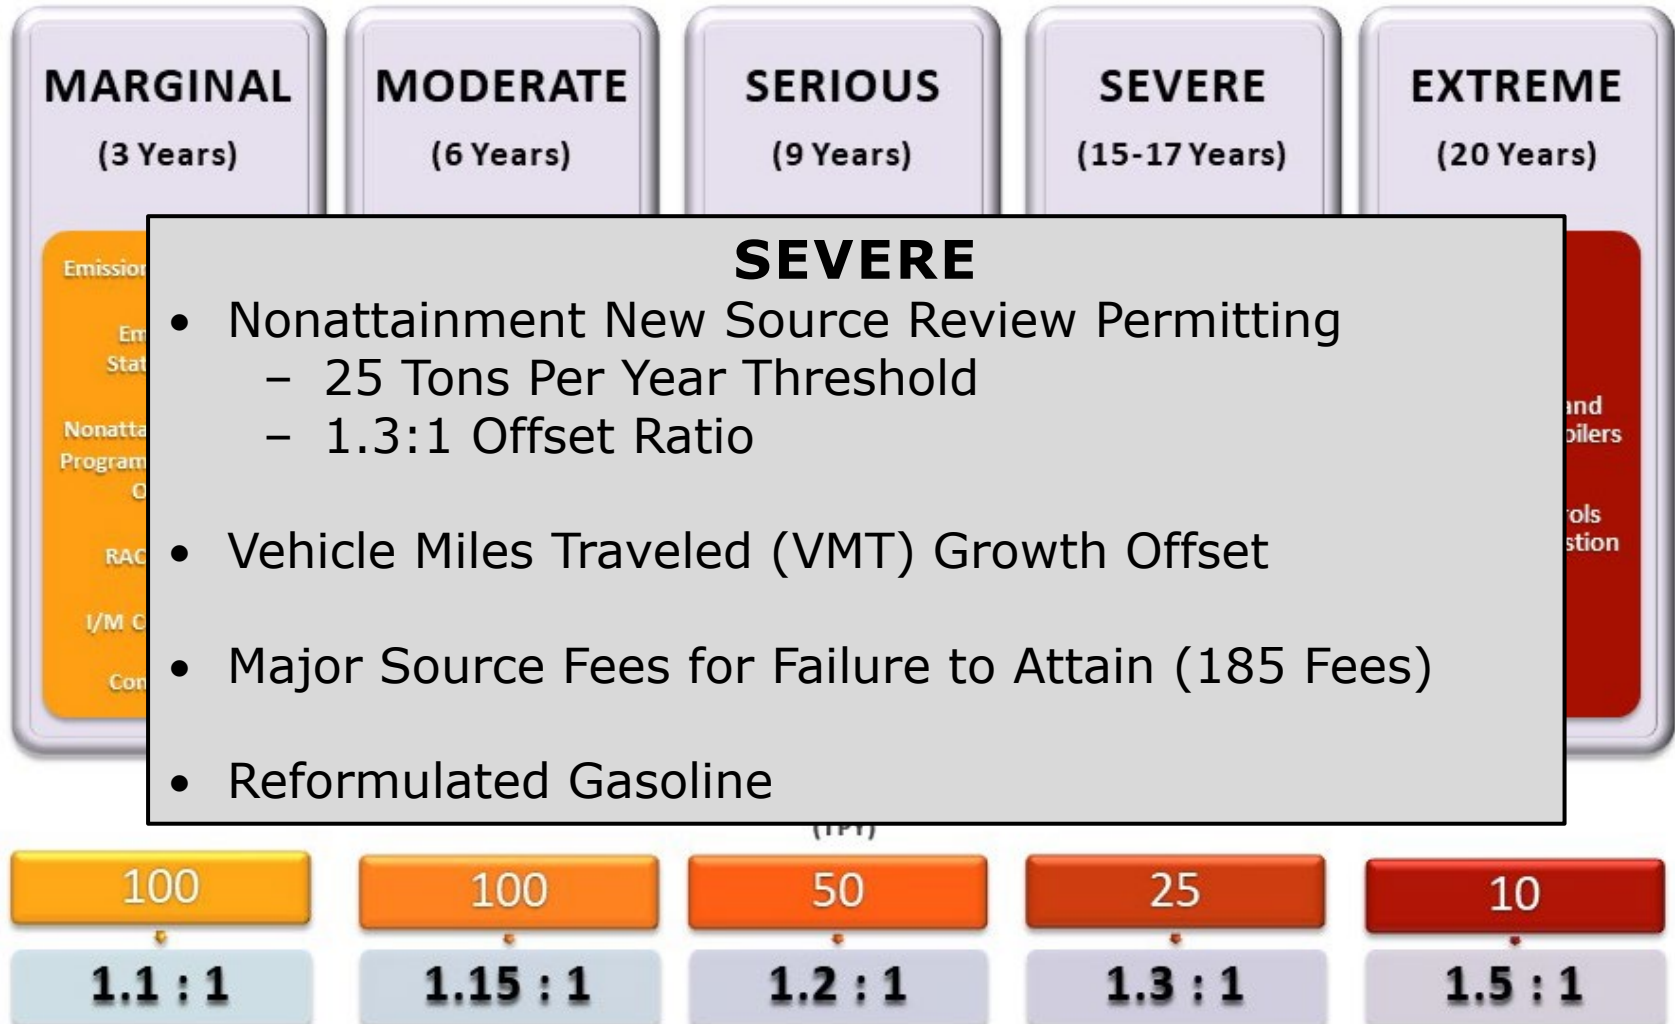 MARGINAL
(3 Years)
MODERATE
(6 Years)
SERIOUS
(9 Years)
SEVERE
(15-17 Years)
EXTREME
(20 Years)
SEVERE
• Nonattainment New Source Review Permitting
– 25 Tons Per Year Threshold
– 1.3:1 Offset Ratio
• Vehicle Miles Traveled (VMT) Growth Offset
• Major Source Fees for Failure to Attain (185 Fees)
• Reformulated Gasoline
I/M
and
(TPY)
100
100
50
25
10
1.1 : 1
1.15 : 1
1.2 : 1
1.3 : 1
1.5 : 1